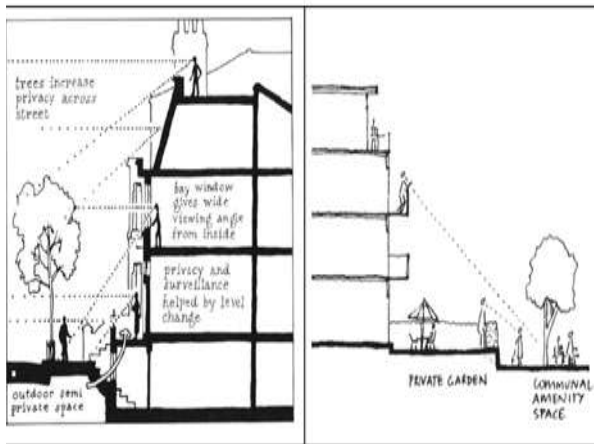 trees increase
privacy across
street
bay window
gives wide
viewing angle
from inside
privacy and
surveillance
helped by level
change
outdoor semi
private space
PRIVATE GARDEN
COMMUNAL
AMENITY
SPACE